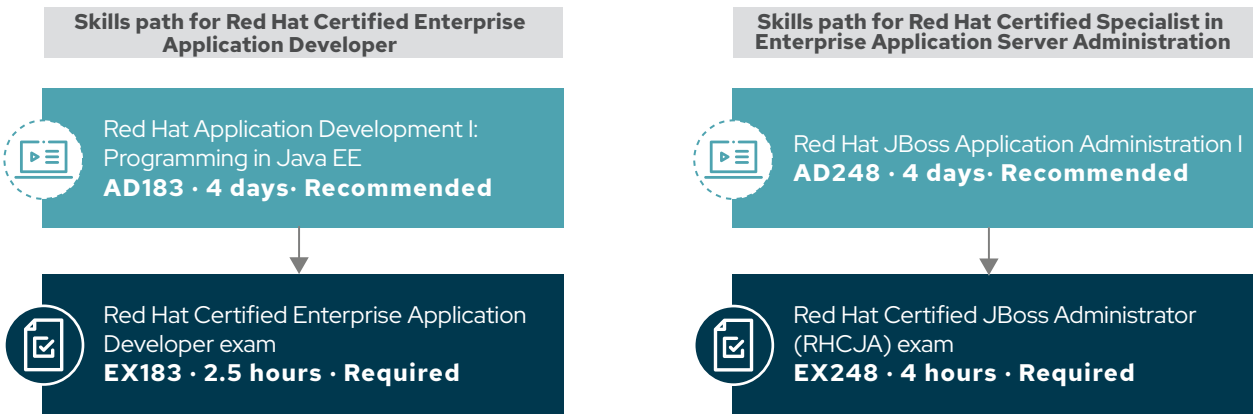 Skills path for Red Hat Certified Enterprise
Application Developer
Red Hat Application Development I:
Programming in Java EE
AD183 · 4 days· Recommended
Red Hat Certified Enterprise Application
Developer exam
EX183 · 2.5 hours · Required
Skills path for Red Hat Certified Specialist in
Enterprise Application Server Administration
Red Hat JBoss Application Administration I
AD248 · 4 days· Recommended
Red Hat Certified JBoss Administrator
(RHCJA) exam
EX248 · 4 hours · Required